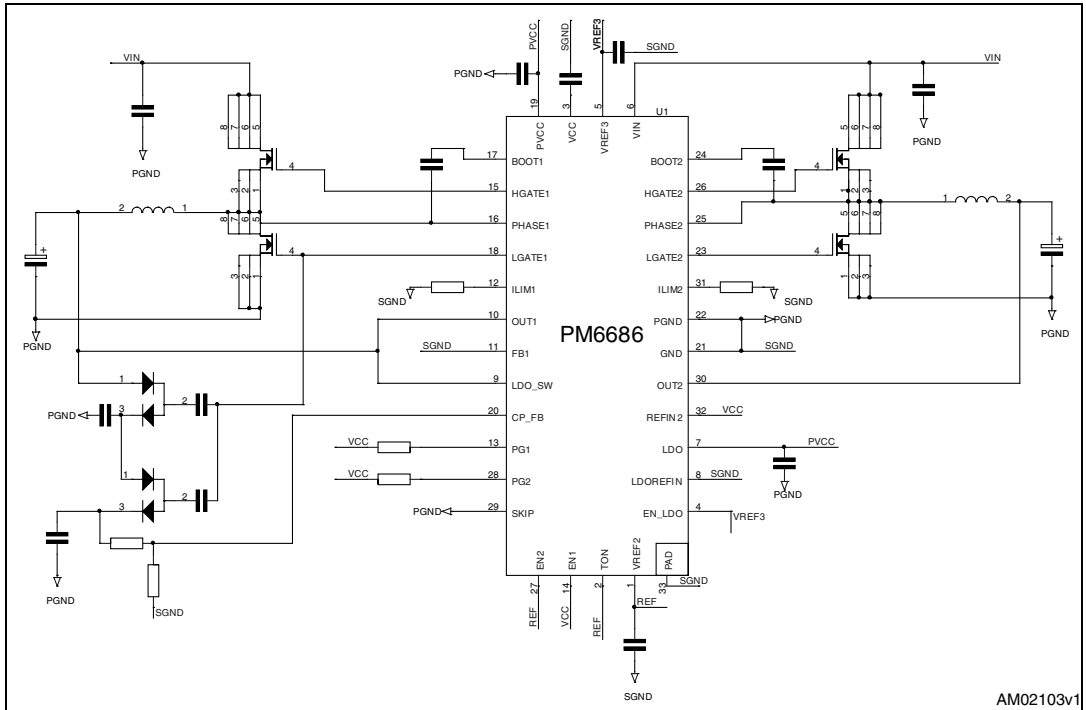 PVCC
SGND
VREF3
SGND
VIN
PGND
VIN
PGND
PGND
19
3
5
6
U1
PVCC
VCC
VREF3
VIN
8
7
6
5
5
6
7
8
17
BOOT1
BOOT2
24
4
4
15
HGATE1
HGATE2
26
3
2
1
2
1
16
PHASE1
PHASE2
25
1
2
8
7
6
5
5
6
7
8
+
+
4
18
LGATE1
LGATE2
23
4
3
2
1
1
2
3
SGND
12
ILIM1
ILIM2
31
SGND
10
OUT1
PGND
22
PGND
PGND
PGND
PM6686
SGND
11
FB1
GND
21
SGND
1
9
LDO_SW
OUT2
30
PGND
3
2
20
CP_FB
REFIN2
32
VCC
VCC
13
PG1
LDO
7
PVCC
1
VCC
28
PG2
LDOREFIN
8
SGND
PGND
3
2
PGND
29
SKIP
EN_LDO
4
VREF3
EN2
EN1
TON
VREF2
PAD
PGND
SGND
27
14
2
1
33
SGND
REF
VCC
REF
REF
SGND
AM02103v1